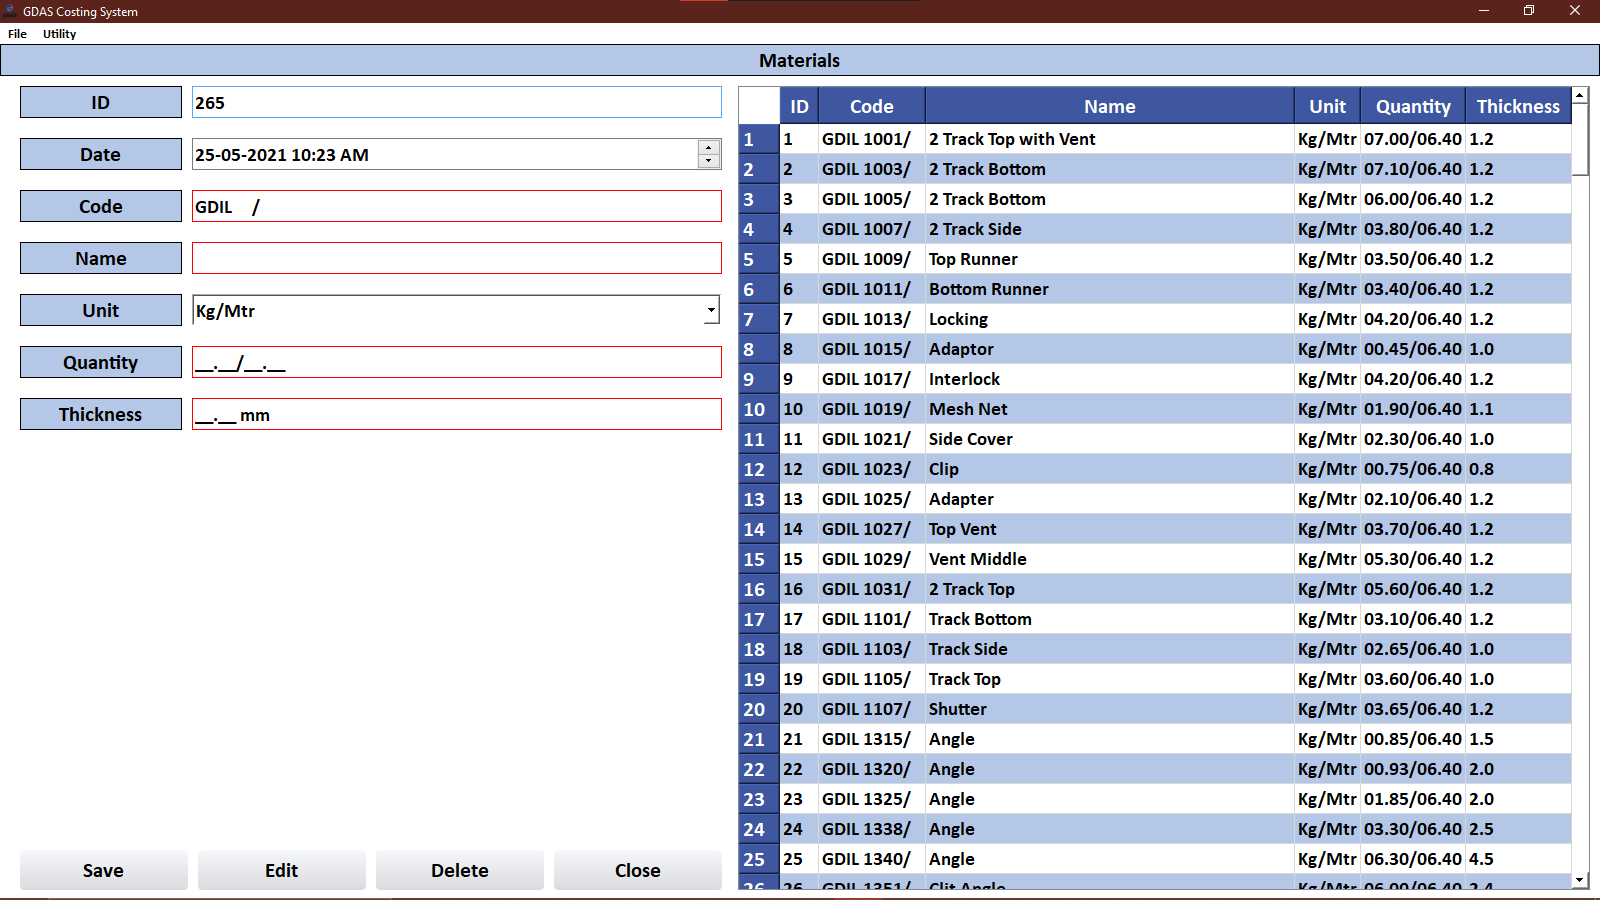 GDAS Costing System
File Utility
Materials
ID 265
Date 25-05-2021 10:23 AM
Code GDIL /
Name
Unit Kg/Mtr
Quantity __.__/__.__
Thickness __.__ mm
Save Edit Delete Close
ID Code Name Unit Quantity Thickness
1 1 GDIL 1001/ 2 Track Top with Vent Kg/Mtr 07.00/06.40 1.2
2 2 GDIL 1003/ 2 Track Bottom Kg/Mtr 07.10/06.40 1.2
3 3 GDIL 1005/ 2 Track Bottom Kg/Mtr 06.00/06.40 1.2
4 4 GDIL 1007/ 2 Track Side Kg/Mtr 03.80/06.40 1.2
5 5 GDIL 1009/ Top Runner Kg/Mtr 03.50/06.40 1.2
6 6 GDIL 1011/ Bottom Runner Kg/Mtr 03.40/06.40 1.2
7 7 GDIL 1013/ Locking Kg/Mtr 04.20/06.40 1.2
8 8 GDIL 1015/ Adaptor Kg/Mtr 00.45/06.40 1.0
9 9 GDIL 1017/ Interlock Kg/Mtr 04.20/06.40 1.2
10 10 GDIL 1019/ Mesh Net Kg/Mtr 01.90/06.40 1.1
11 11 GDIL 1021/ Side Cover Kg/Mtr 02.30/06.40 1.0
12 12 GDIL 1023/ Clip Kg/Mtr 00.75/06.40 0.8
13 13 GDIL 1025/ Adapter Kg/Mtr 02.10/06.40 1.2
14 14 GDIL 1027/ Top Vent Kg/Mtr 03.70/06.40 1.2
15 15 GDIL 1029/ Vent Middle Kg/Mtr 05.30/06.40 1.2
16 16 GDIL 1031/ 2 Track Top Kg/Mtr 05.60/06.40 1.2
17 17 GDIL 1101/ Track Bottom Kg/Mtr 03.10/06.40 1.2
18 18 GDIL 1103/ Track Side Kg/Mtr 02.65/06.40 1.0
19 19 GDIL 1105/ Track Top Kg/Mtr 03.60/06.40 1.0
20 20 GDIL 1107/ Shutter Kg/Mtr 03.65/06.40 1.2
21 21 GDIL 1315/ Angle Kg/Mtr 00.85/06.40 1.5
22 22 GDIL 1320/ Angle Kg/Mtr 00.93/06.40 2.0
23 23 GDIL 1325/ Angle Kg/Mtr 01.85/06.40 2.0
24 24 GDIL 1338/ Angle Kg/Mtr 03.30/06.40 2.5
25 25 GDIL 1340/ Angle Kg/Mtr 06.30/06.40 4.5
26 26 GDIL 1351/ Clit Angle Kg/Mtr 06.00/06.40 2.4